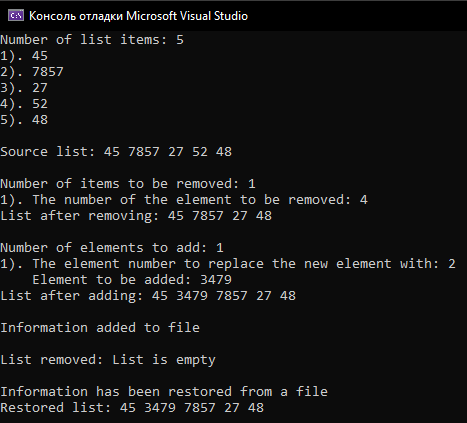 Консоль отладки Microsoft Visual Studio
Number of list items: 5
1). 45
2). 7857
3). 27
4). 52
5). 48
Source list: 45 7857 27 52 48
Number of items to be removed: 1
1). The number of the element to be removed: 4
List after removing: 45 7857 27 48
Number of elements to add: 1
1). The element number to replace the new element with: 2
Element to be added: 3479
List after adding: 45 3479 7857 27 48
Information added to file
List removed: List is empty
Information has been restored from a file
Restored list: 45 3479 7857 27 48